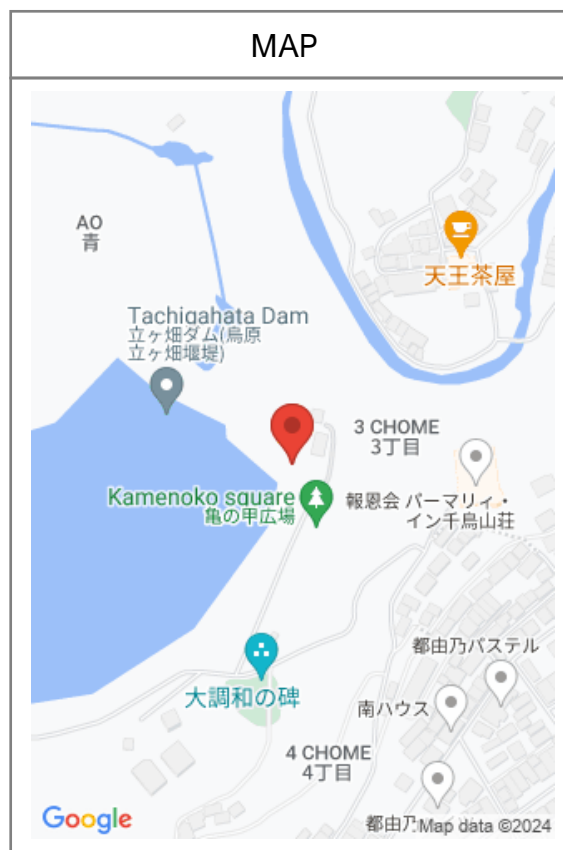 MAP
AO
青
天王茶屋
Tachigahata Dam
立ヶ畑ダム(烏原
立ヶ畑堰堤)
3 CHOME
3丁目
Kamenoko square
亀の甲広場
報恩会 パーマリィ・
イン千鳥山荘
都由乃パステル
大調和の碑
南ハウス
4 CHOME
4丁目
都由乃
Google
Map data ©2024